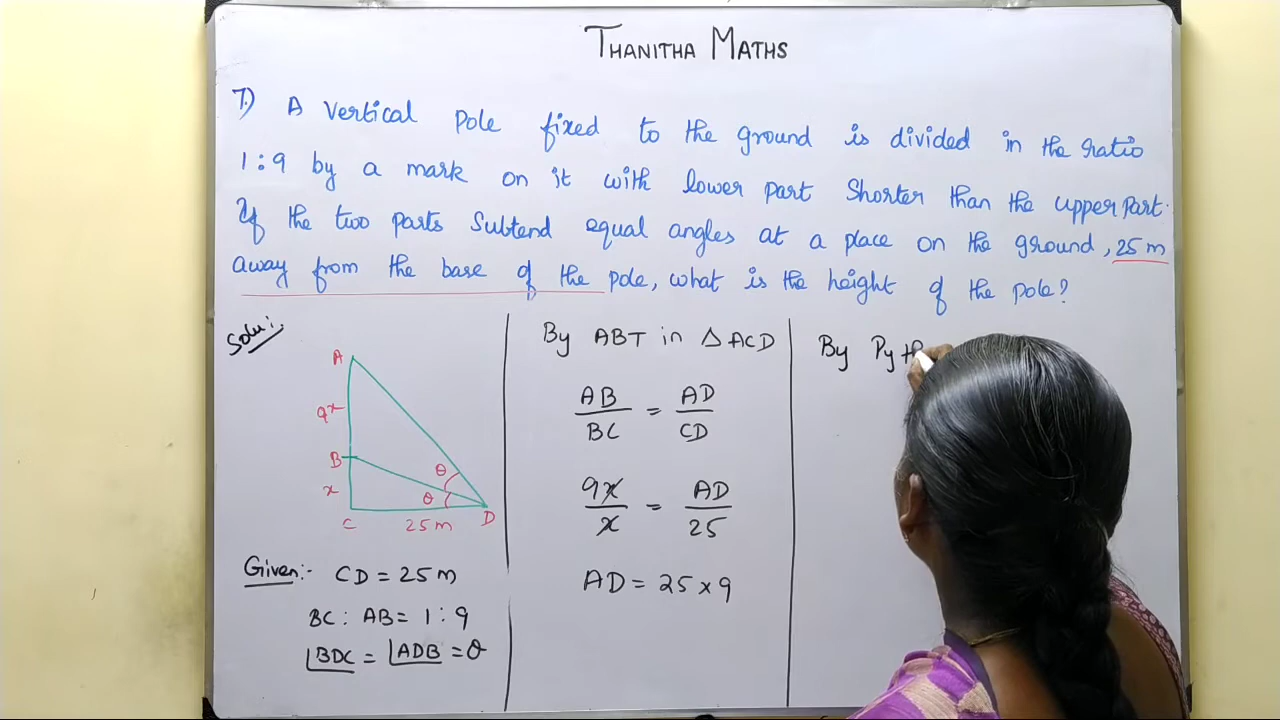 THANITHA MATHS
7.) A vertical pole fixed to the ground is divided in the ratio
1:9 by a mark on it with lower part shorter than the upper part.
If the two parts subtend equal angles at a place on the ground, 25 m
away from the base of the pole, what is the height of the pole?
Solu:
A
9x
B
x
C
25 m
D
θ
θ
Given:- CD = 25 m
BC : AB = 1 : 9
∠BDC = ∠ADB = θ
By ABT in △ ACD
AB/BC = AD/CD
9x/x = AD/25
AD = 25 × 9
By Pyth